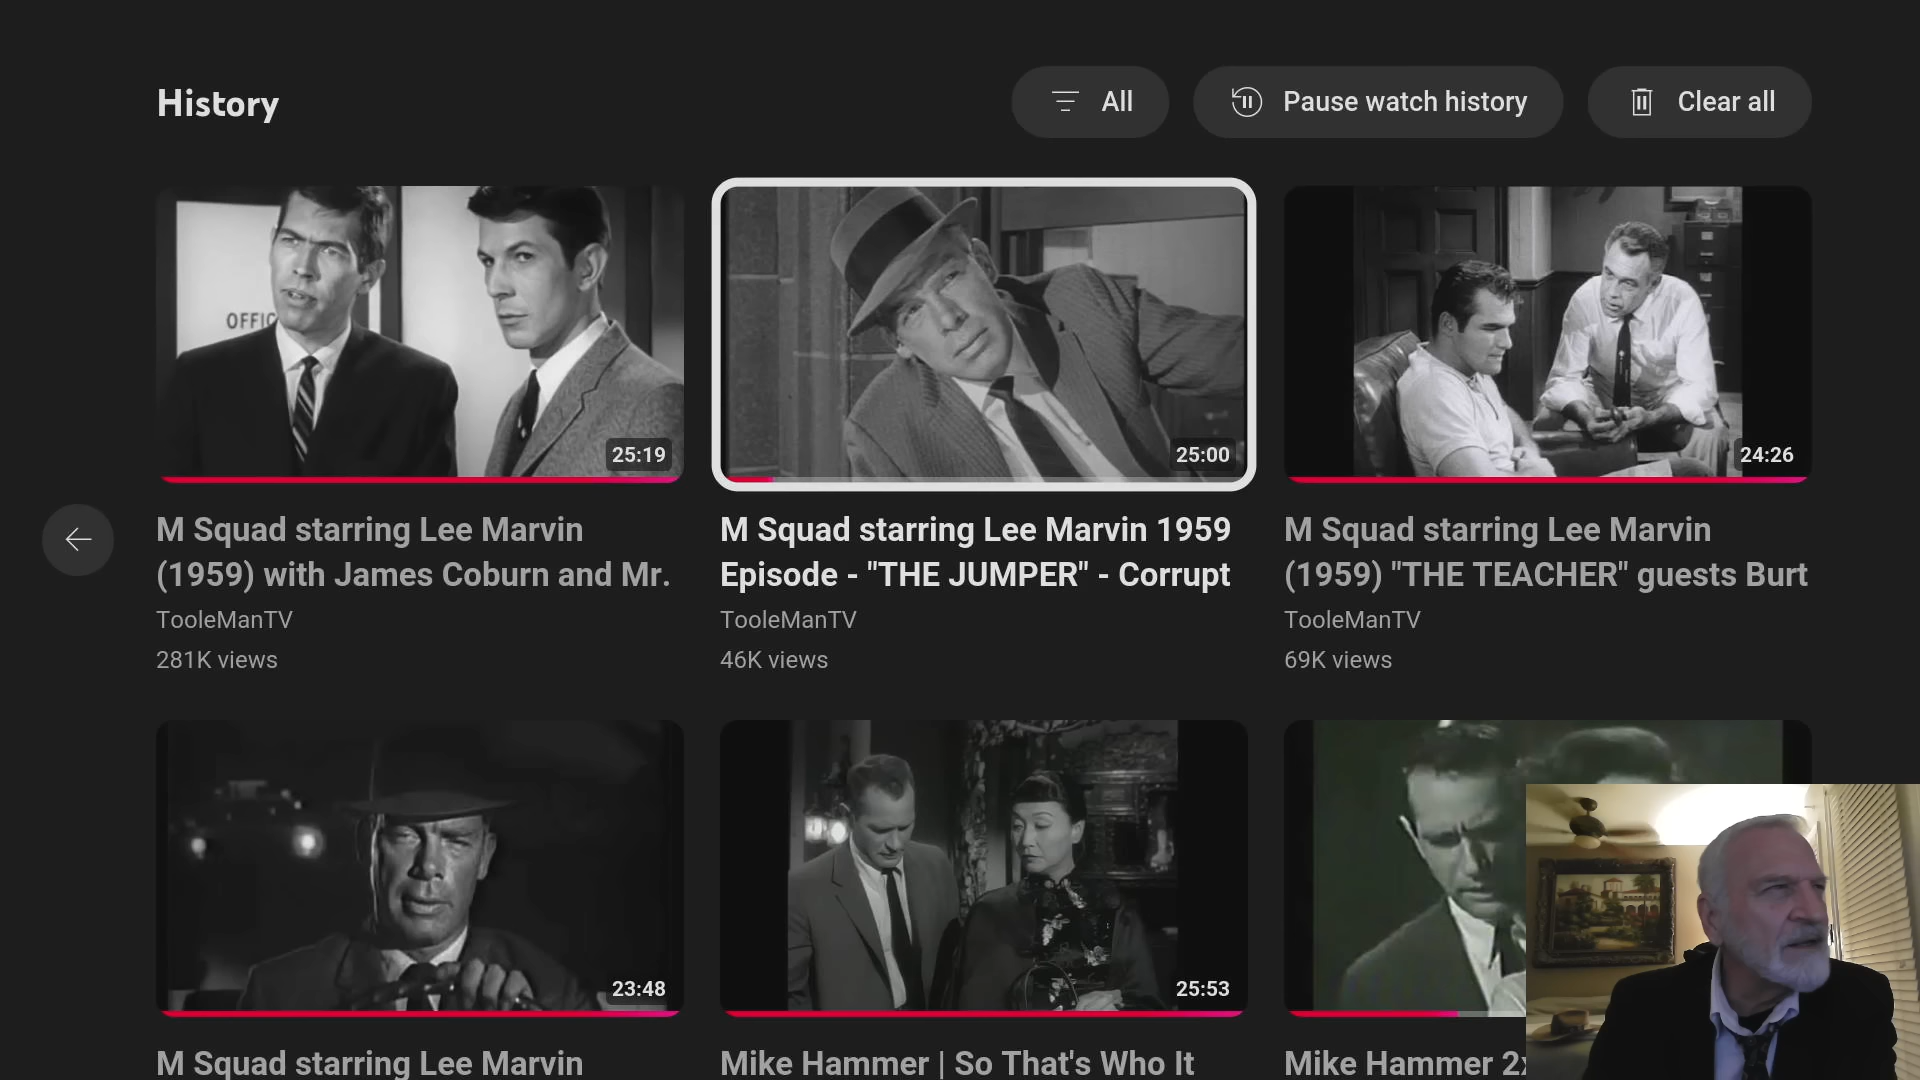 History
All
Pause watch history
Clear all
OFFIC
25:19
25:00
24:26
M Squad starring Lee Marvin
(1959) with James Coburn and Mr.
TooleManTV
281K views
M Squad starring Lee Marvin 1959
Episode - "THE JUMPER" - Corrupt
TooleManTV
46K views
M Squad starring Lee Marvin
(1959) "THE TEACHER" guests Burt
TooleManTV
69K views
23:48
25:53
M Squad starring Lee Marvin
Mike Hammer | So That's Who It
Mike Hammer 2